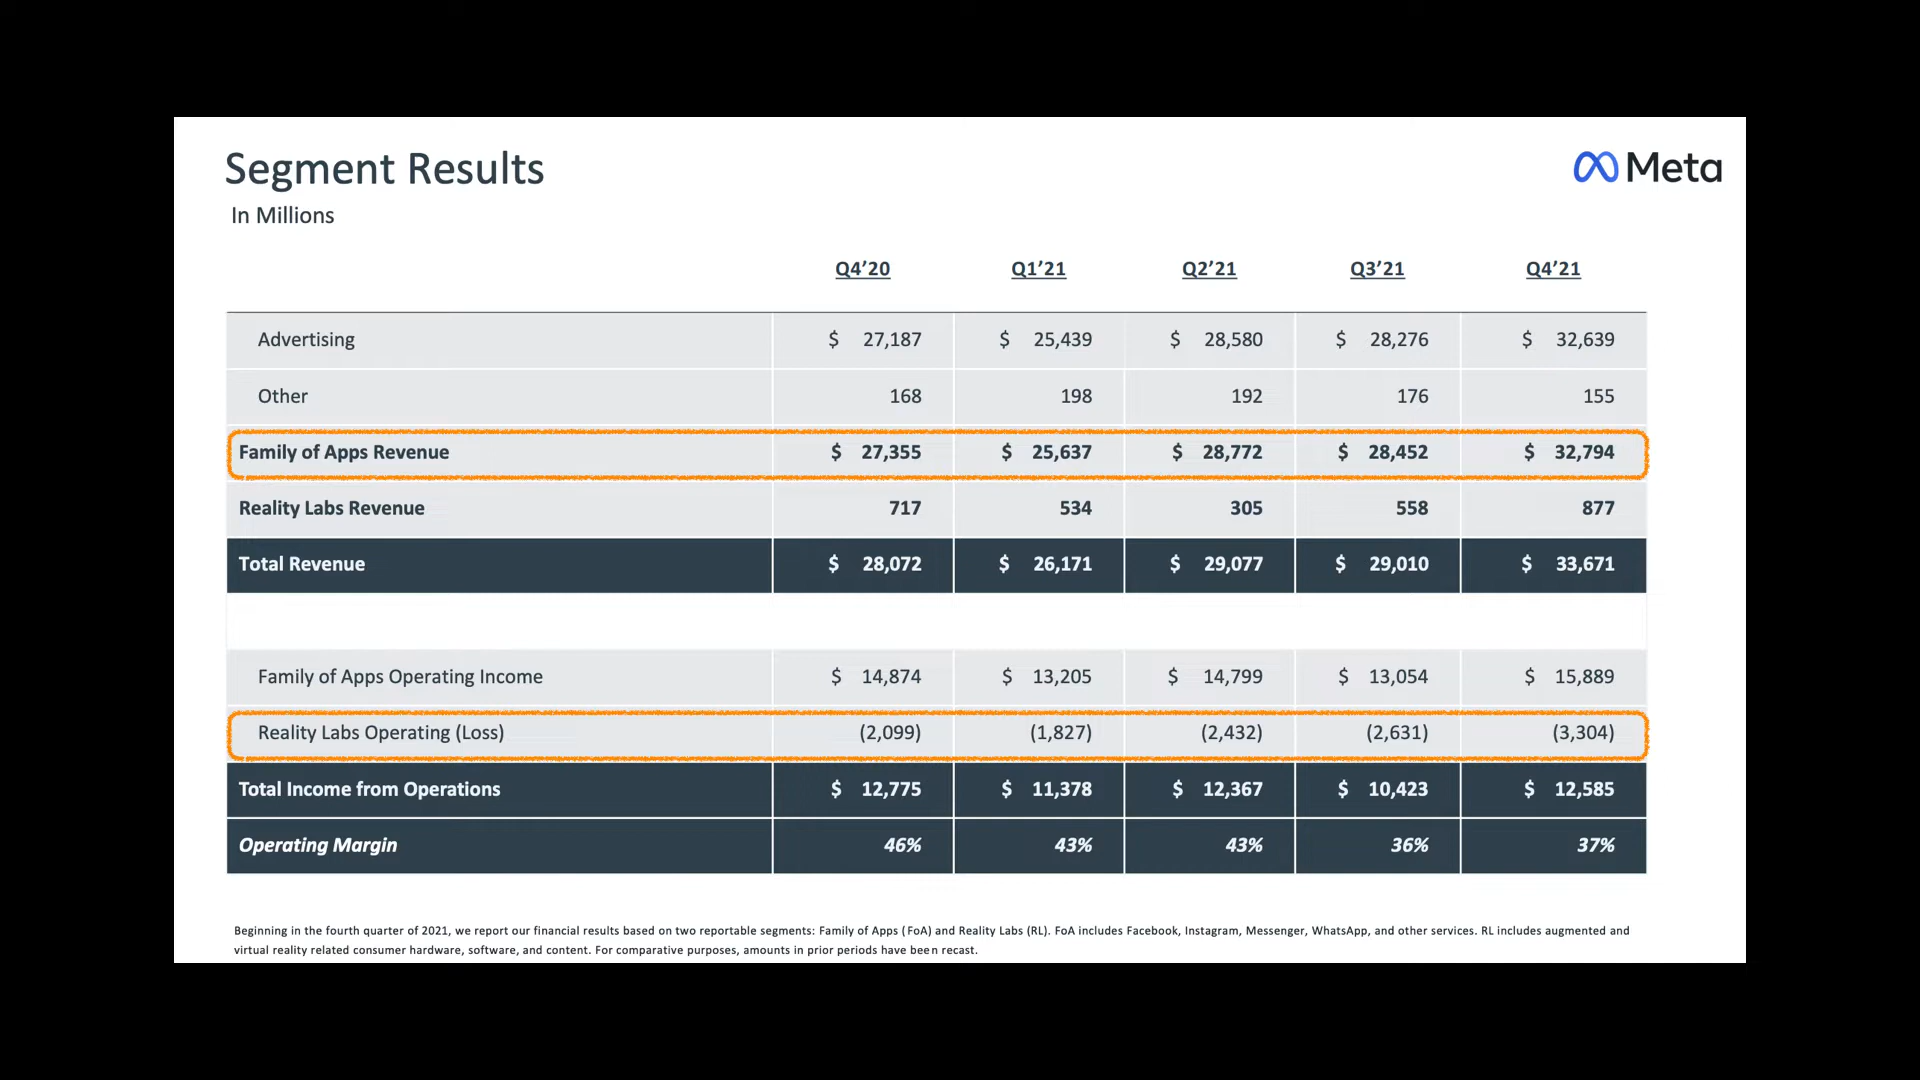 Segment Results
Meta
In Millions
Q4’20 Q1’21 Q2’21 Q3’21 Q4’21
Advertising $ 27,187 $ 25,439 $ 28,580 $ 28,276 $ 32,639
Other 168 198 192 176 155
Family of Apps Revenue $ 27,355 $ 25,637 $ 28,772 $ 28,452 $ 32,794
Reality Labs Revenue 717 534 305 558 877
Total Revenue $ 28,072 $ 26,171 $ 29,077 $ 29,010 $ 33,671
Family of Apps Operating Income $ 14,874 $ 13,205 $ 14,799 $ 13,054 $ 15,889
Reality Labs Operating (Loss) (2,099) (1,827) (2,432) (2,631) (3,304)
Total Income from Operations $ 12,775 $ 11,378 $ 12,367 $ 10,423 $ 12,585
Operating Margin 46% 43% 43% 36% 37%
Beginning in the fourth quarter of 2021, we report our financial results based on two reportable segments: Family of Apps (FoA) and Reality Labs (RL). FoA includes Facebook, Instagram, Messenger, WhatsApp, and other services. RL includes augmented and
virtual reality related consumer hardware, software, and content. For comparative purposes, amounts in prior periods have been recast.